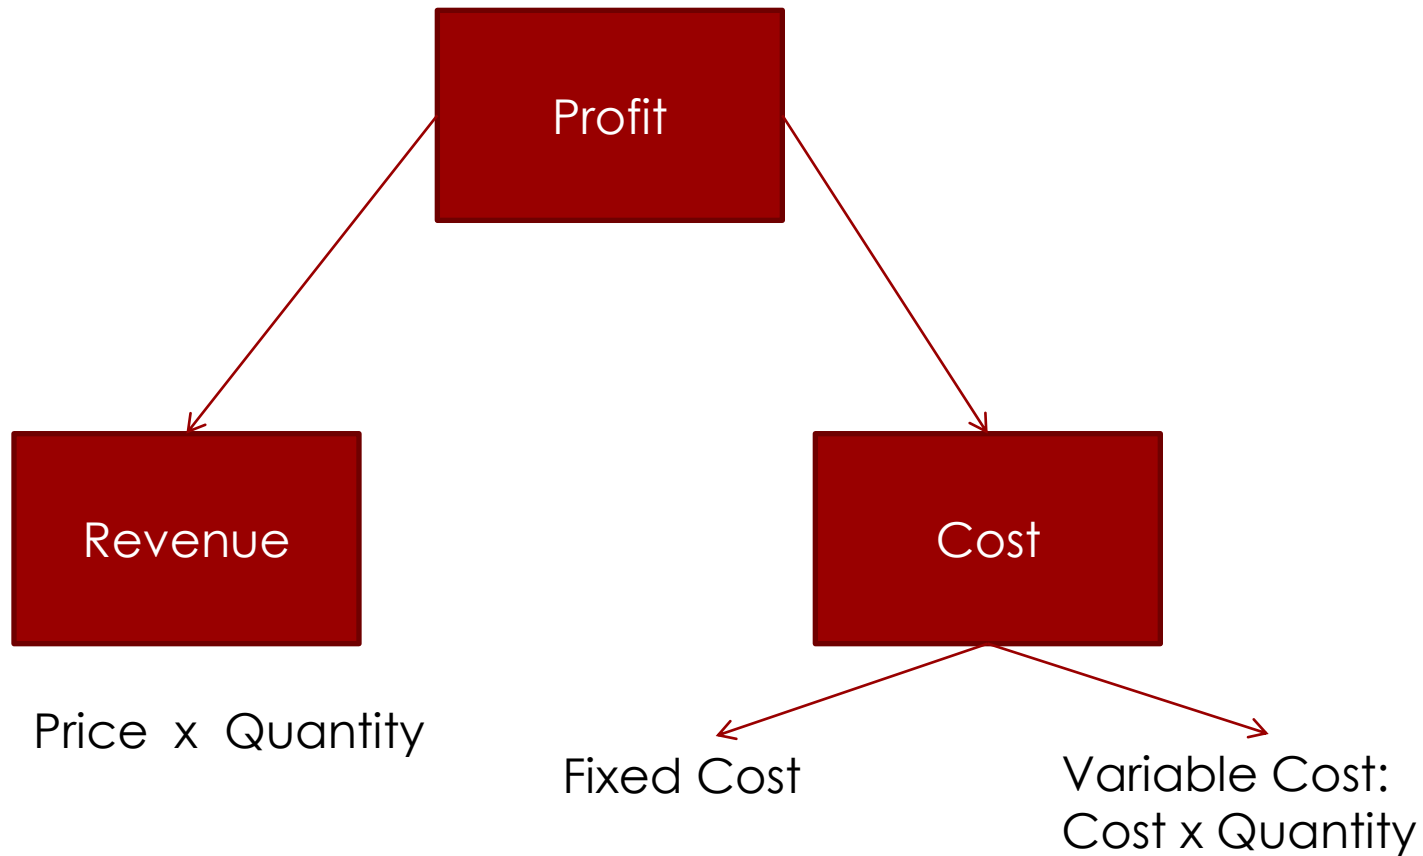 Profit
Revenue
Cost
Price x Quantity
Fixed Cost
Variable Cost:
Cost x Quantity